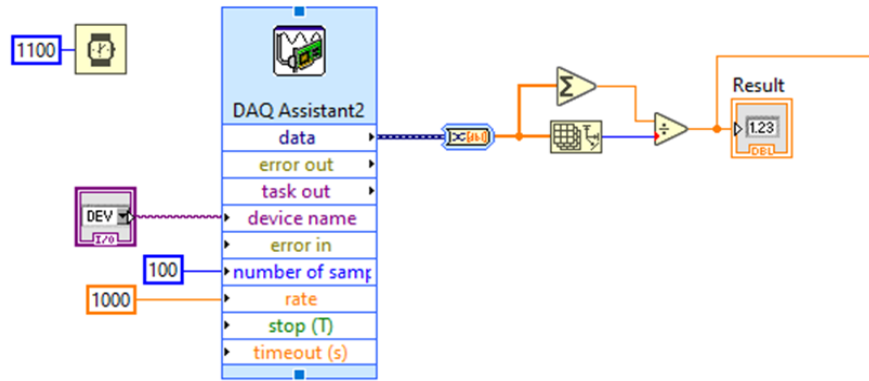 1100
DAQ Assistant2
data
error out
task out
device name
error in
number of samp
rate
stop (T)
timeout (s)
DEV
I/O
100
1000
Result
1.23
DBL